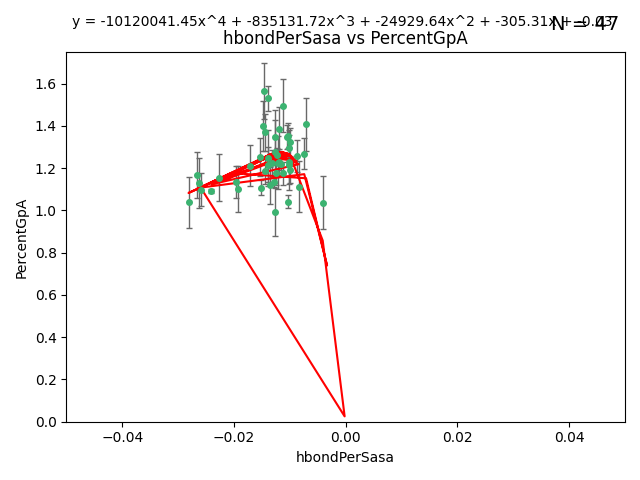 y = -10120041.45x^4 + -835131.72x^3 + -24929.64x^2 + -305.31x + -0.03
N = 47
hbondPerSasa vs PercentGpA
1.6
1.4
1.2
1.0
0.8
0.6
0.4
0.2
0.0
PercentGpA
−0.04 −0.02 0.00 0.02 0.04
hbondPerSasa